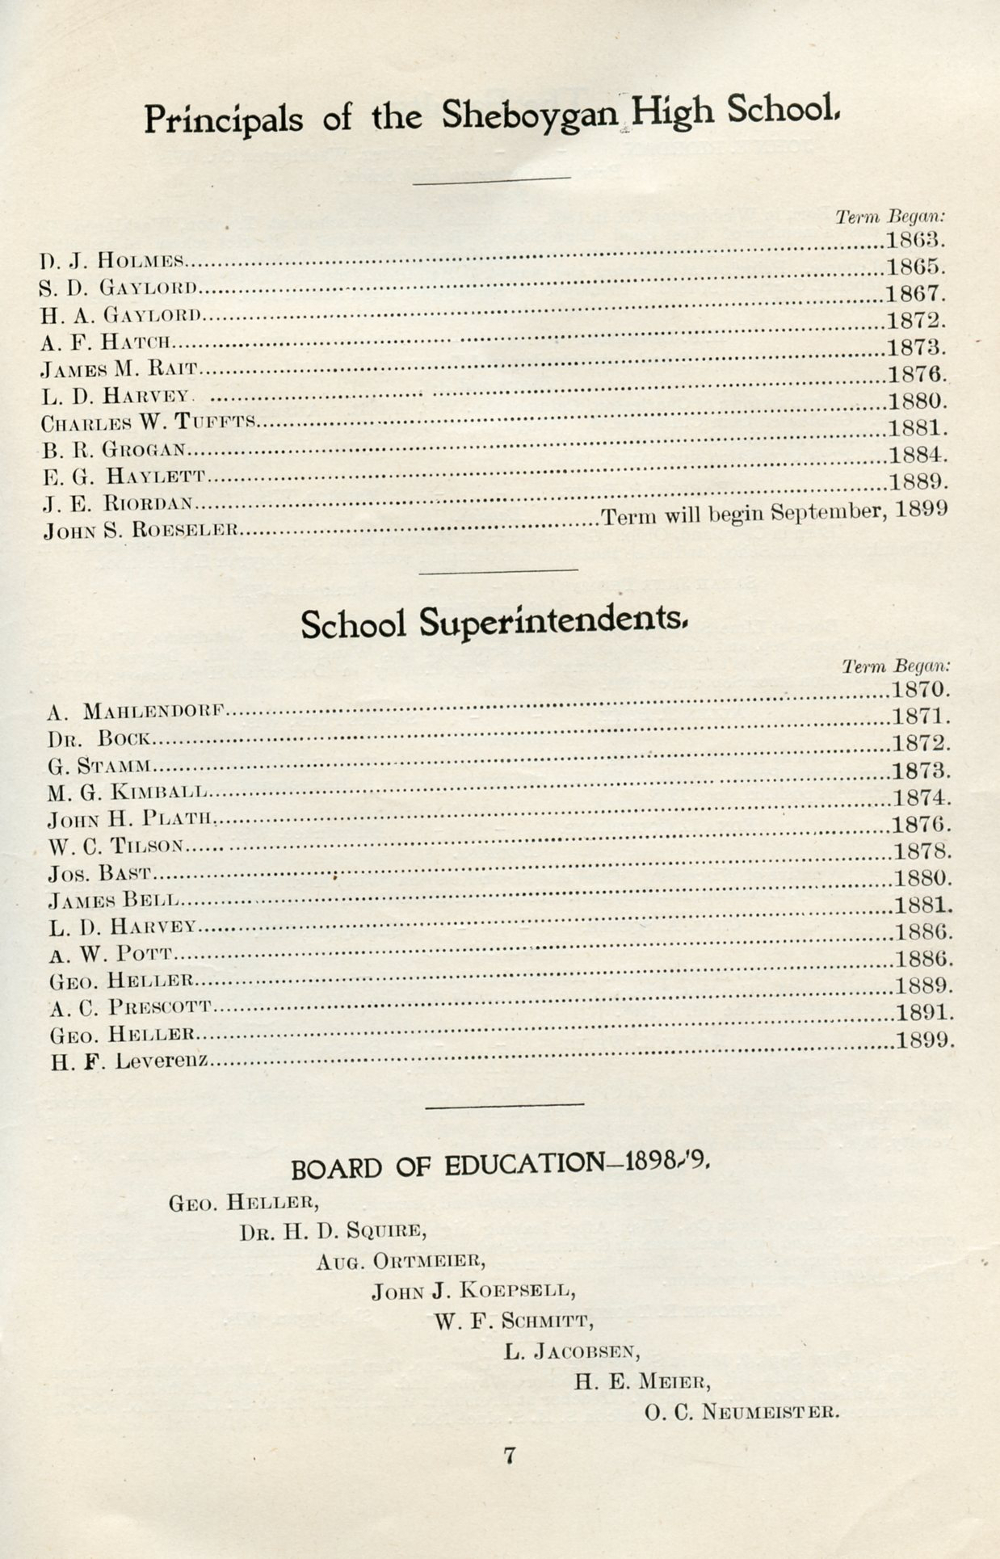 Principals of the Sheboygan High School.
Term Began:
D. J. HOLMES..........1863.
S. D. GAYLORD..........1865.
H. A. GAYLORD..........1867.
A. F. HATCH..........1872.
JAMES M. RAIT..........1873.
L. D. HARVEY. ..........1876.
CHARLES W. TUFFTS..........1880.
B. R. GROGAN..........1881.
E. G. HAYLETT..........1884.
J. E. RIORDAN..........1889.
JOHN S. ROESELER..........Term will begin September, 1899
School Superintendents.
Term Began:
A. MAHLENDORF..........1870.
DR. BOCK..........1871.
G. STAMM..........1872.
M. G. KIMBALL..........1873.
JOHN H. PLATH..........1874.
W. C. TILSON..........1876.
JOS. BAST..........1878.
JAMES BELL..........1880.
L. D. HARVEY..........1881.
A. W. POTT..........1886.
GEO. HELLER..........1886.
A. C. PRESCOTT..........1889.
GEO. HELLER..........1891.
H. F. Leverenz..........1899.
BOARD OF EDUCATION—1898-'9.
GEO. HELLER,
DR. H. D. SQUIRE,
AUG. ORTMEIER,
JOHN J. KOEPSELL,
W. F. SCHMITT,
L. JACOBSEN,
H. E. MEIER,
O. C. NEUMEISTER.
7